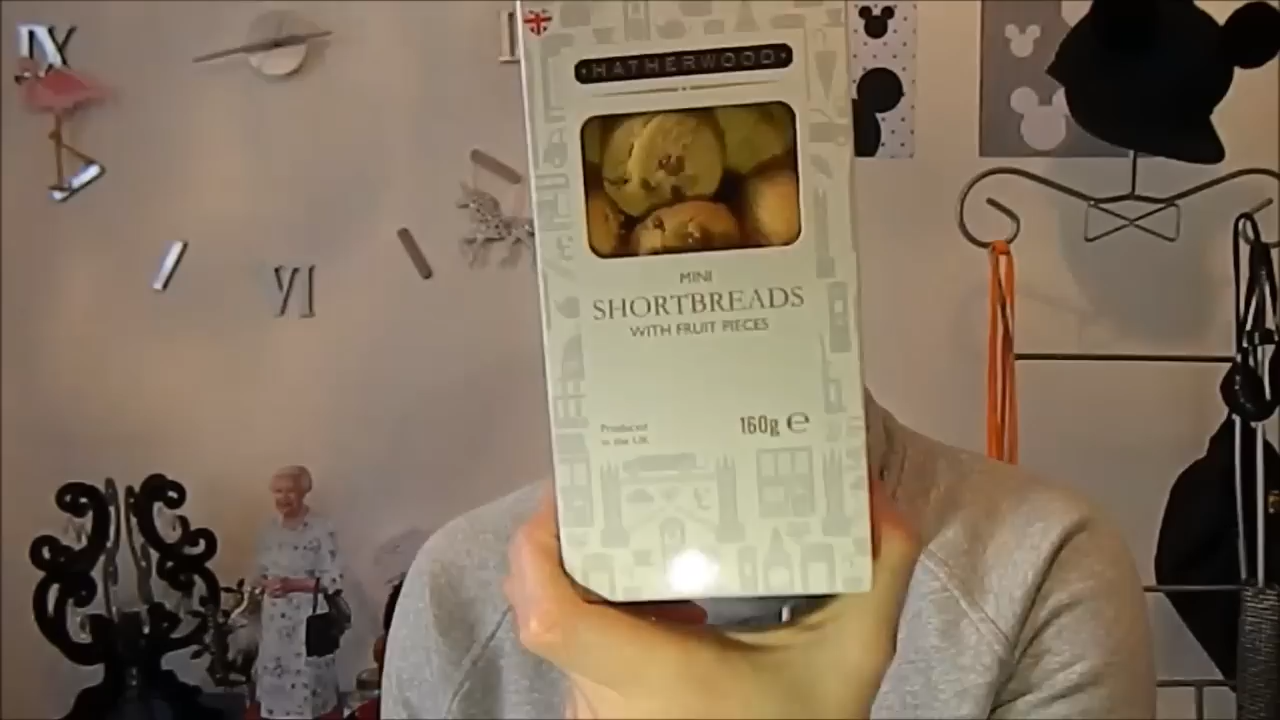 IX
VI
HATHERWOOD
MINI
SHORTBREADS
WITH FRUIT PIECES
Produced
in the UK
160g e